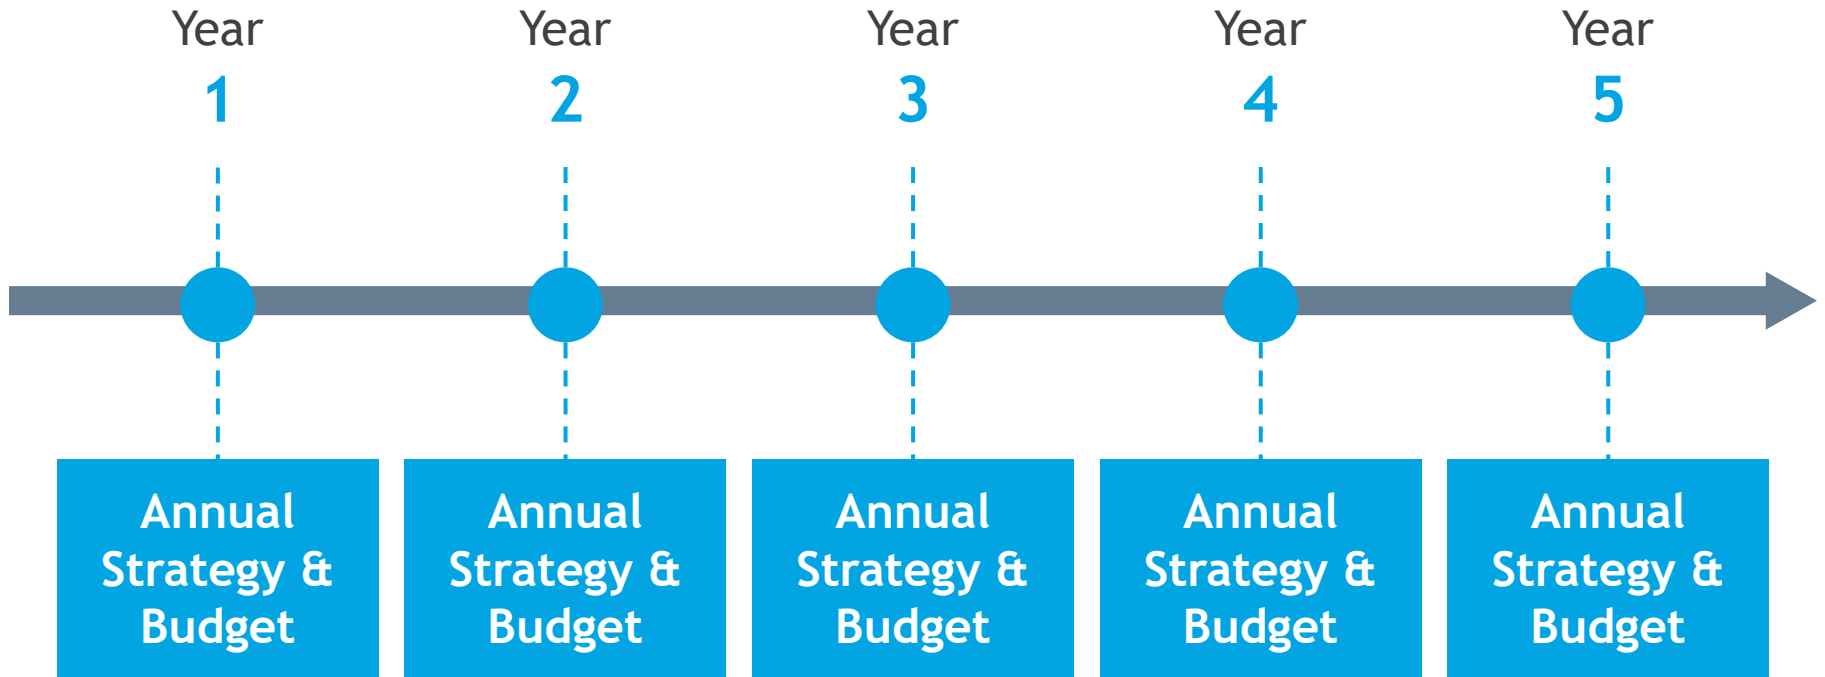 Year
1
Year
2
Year
3
Year
4
Year
5
Annual
Strategy &
Budget
Annual
Strategy &
Budget
Annual
Strategy &
Budget
Annual
Strategy &
Budget
Annual
Strategy &
Budget